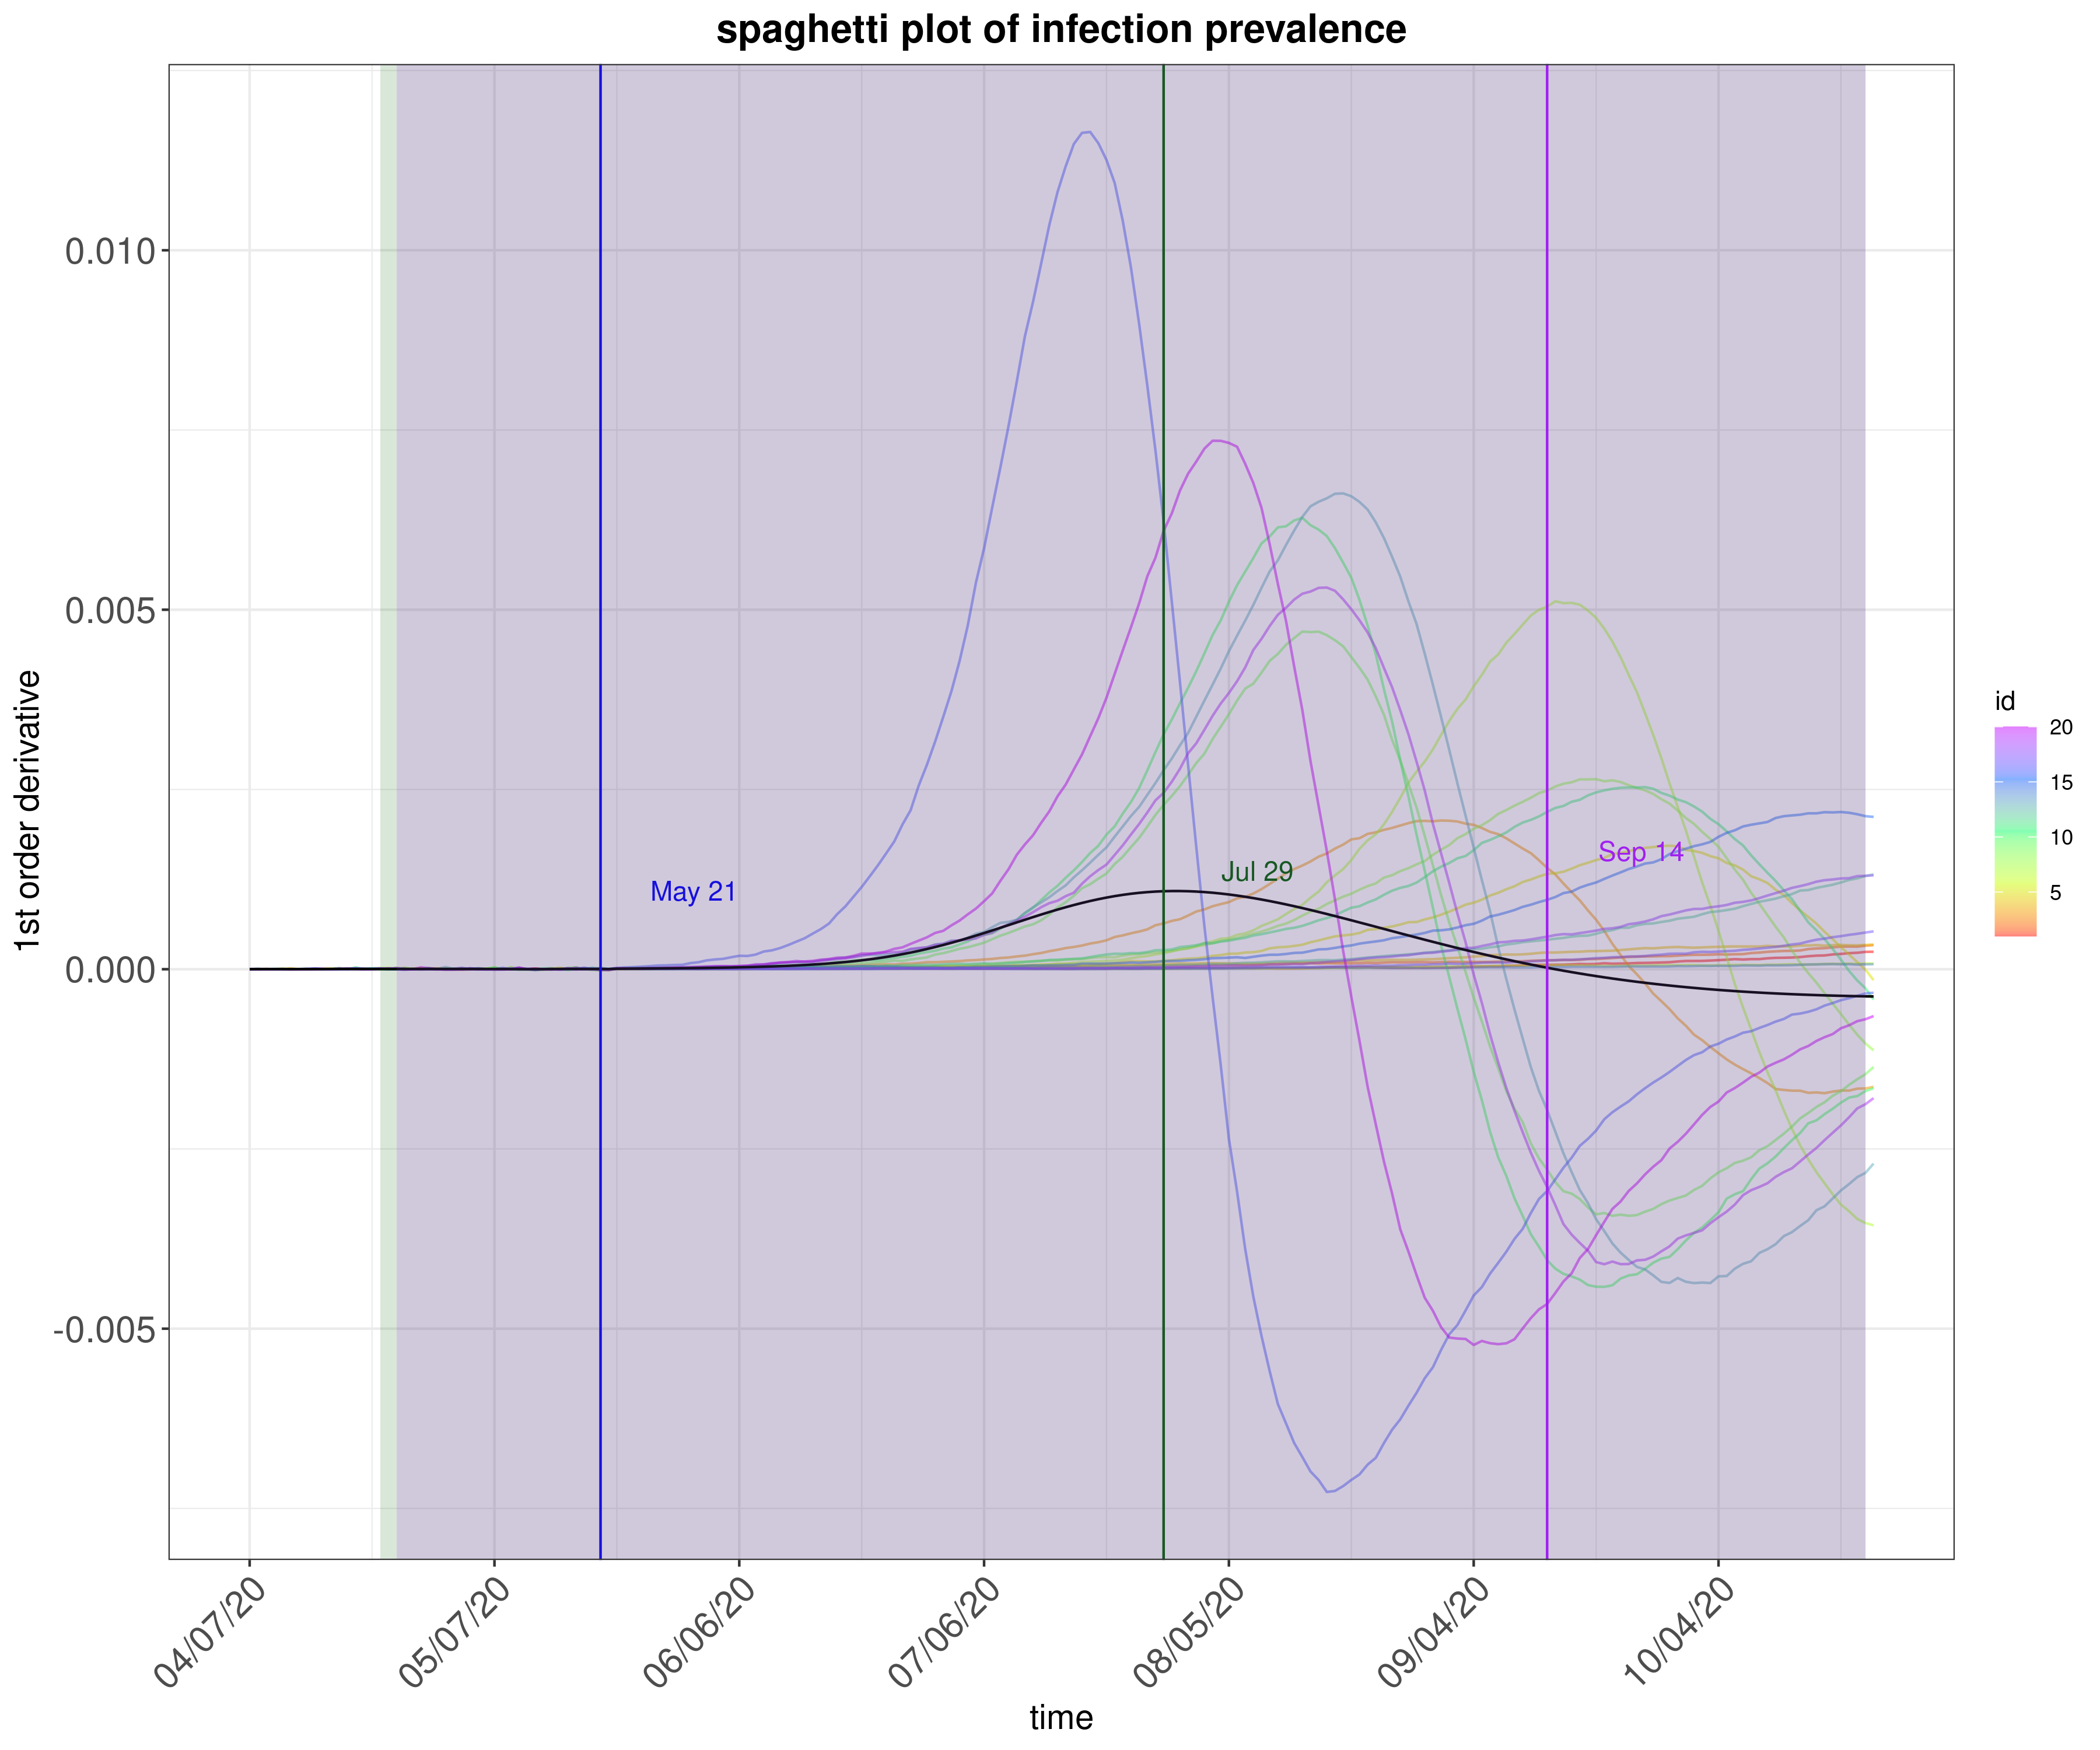 spaghetti plot of infection prevalence
1st order derivative
0.010
0.005
0.000
-0.005
May 21
Jul 29
Sep 14
id
20
15
10
5
04/07/20
05/07/20
06/06/20
07/06/20
08/05/20
09/04/20
10/04/20
time